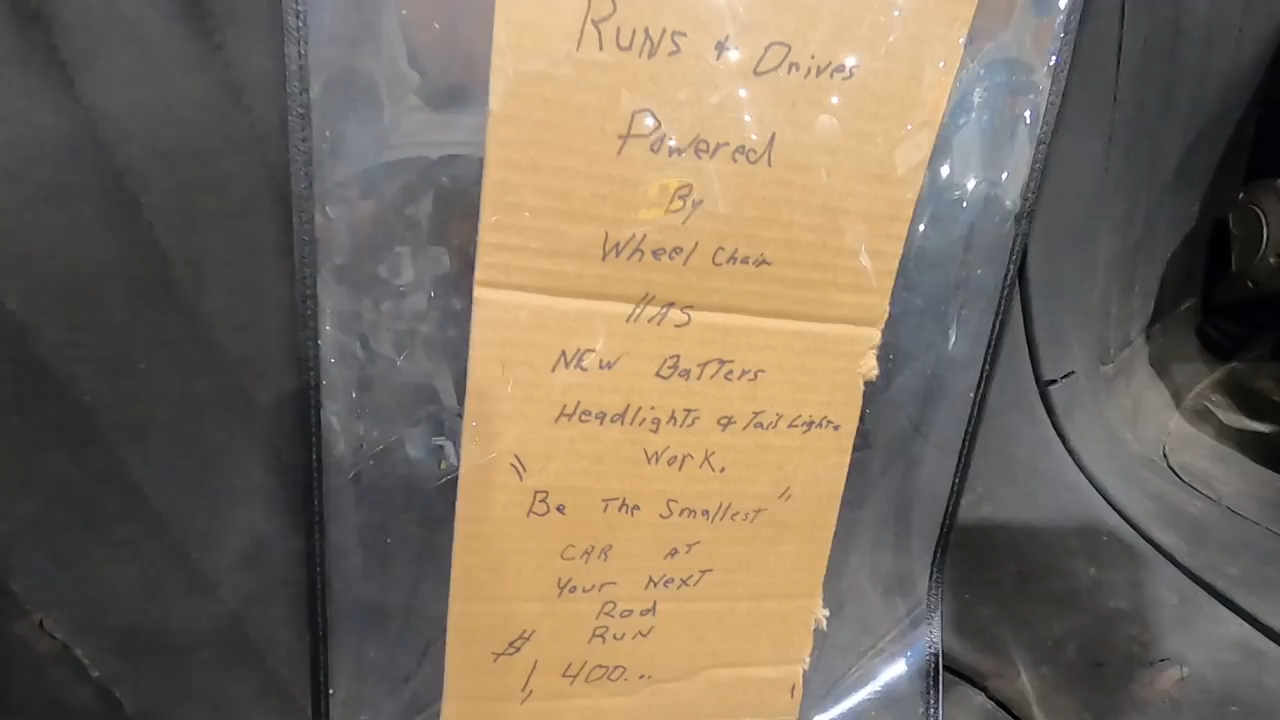 Runs & Drives
Powered
By
Wheel Chair
HAS
NEW BaTTers
HeadlighTs & Tail Lights
Work.
"Be The SmallesT"
CAR AT
Your NexT
Rod
RUN
$1,400...